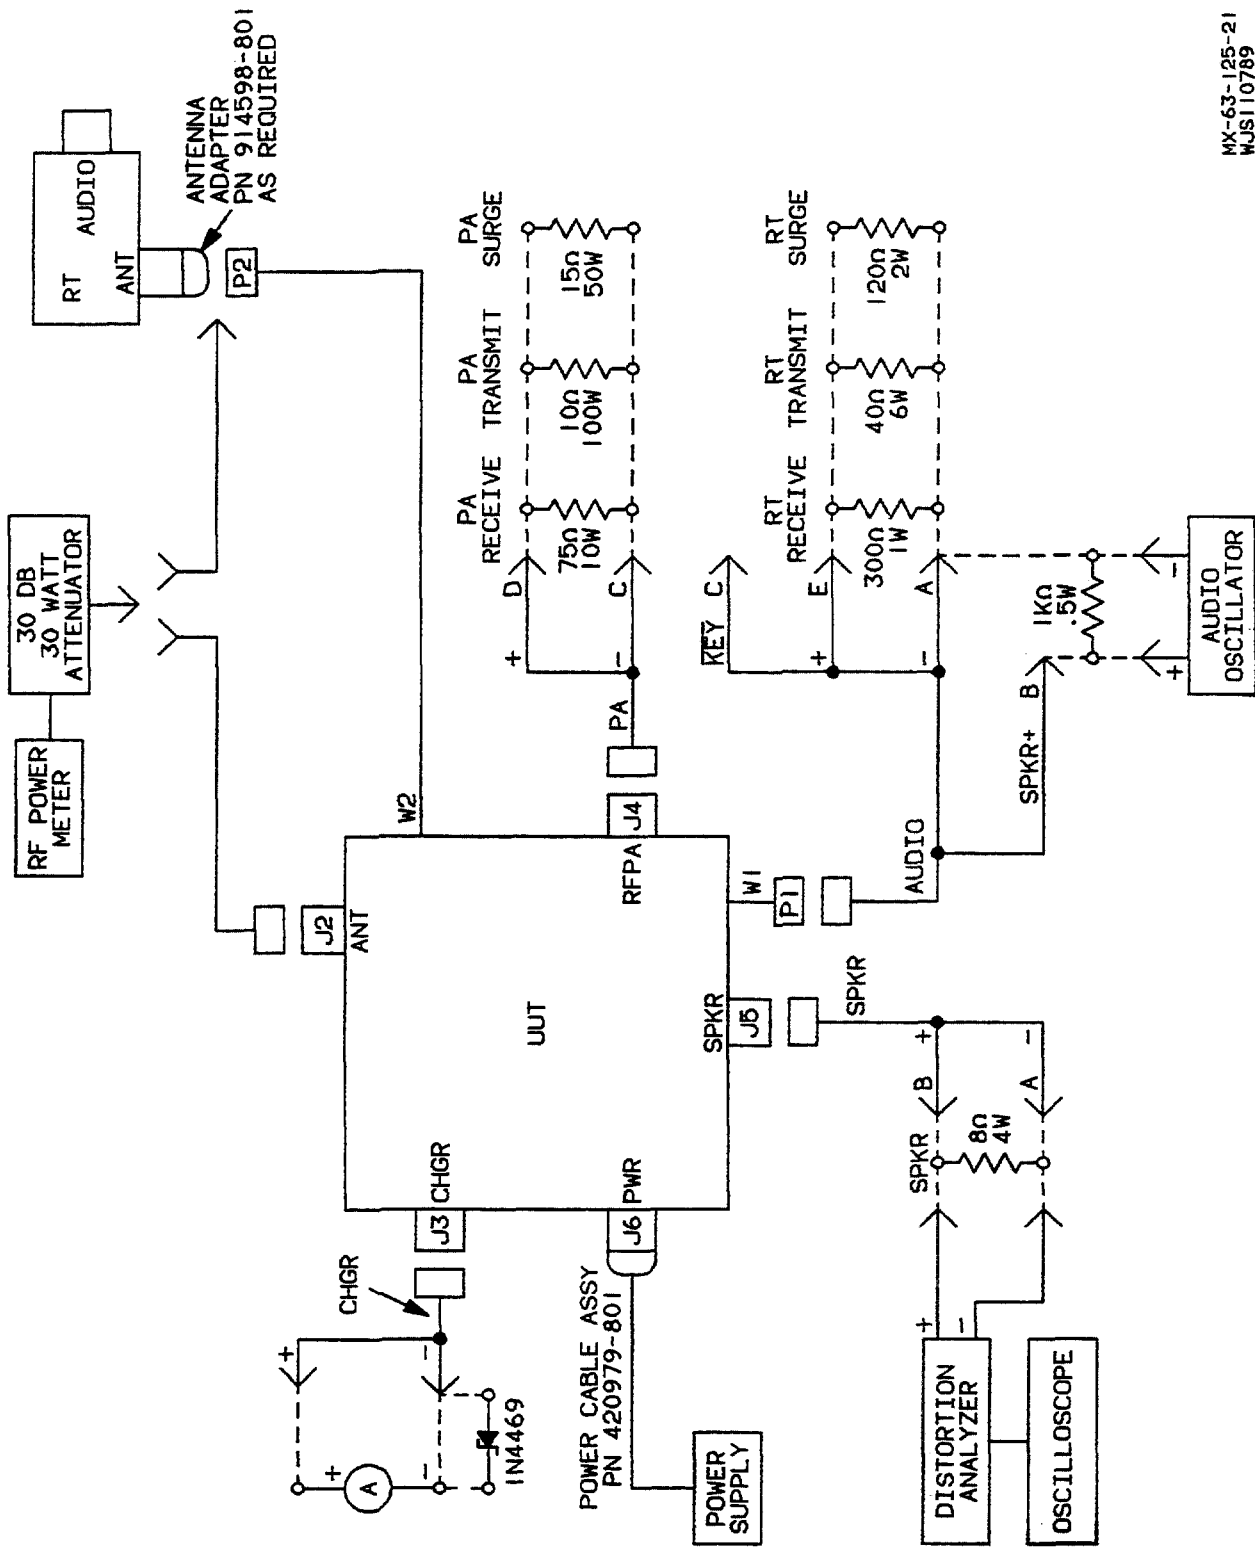 RF POWER
METER
30 DB
30 WATT
ATTENUATOR
RT
AUDIO
ANT
ANTENNA
ADAPTER
PN 914598-801
AS REQUIRED
P2
W2
J2
ANT
CHGR
J3
CHGR
+
-
+
-
A
1N4469
UUT
J6
PWR
POWER CABLE ASSY
PN 420979-801
POWER
SUPPLY
RFPA
J4
PA
+
-
D
C
PA
RECEIVE
PA
TRANSMIT
PA
SURGE
75Ω
10W
10Ω
100W
15Ω
50W
SPKR
J5
SPKR
W1
P1
AUDIO
KEY
C
+
E
-
A
RT
RECEIVE
RT
TRANSMIT
RT
SURGE
300Ω
1W
40Ω
6W
120Ω
2W
SPKR+
B
1KΩ
.5W
+
-
AUDIO
OSCILLATOR
+
-
B
A
SPKR
8Ω
4W
+
-
DISTORTION
ANALYZER
OSCILLOSCOPE
MX-63-125-21
WJS110789